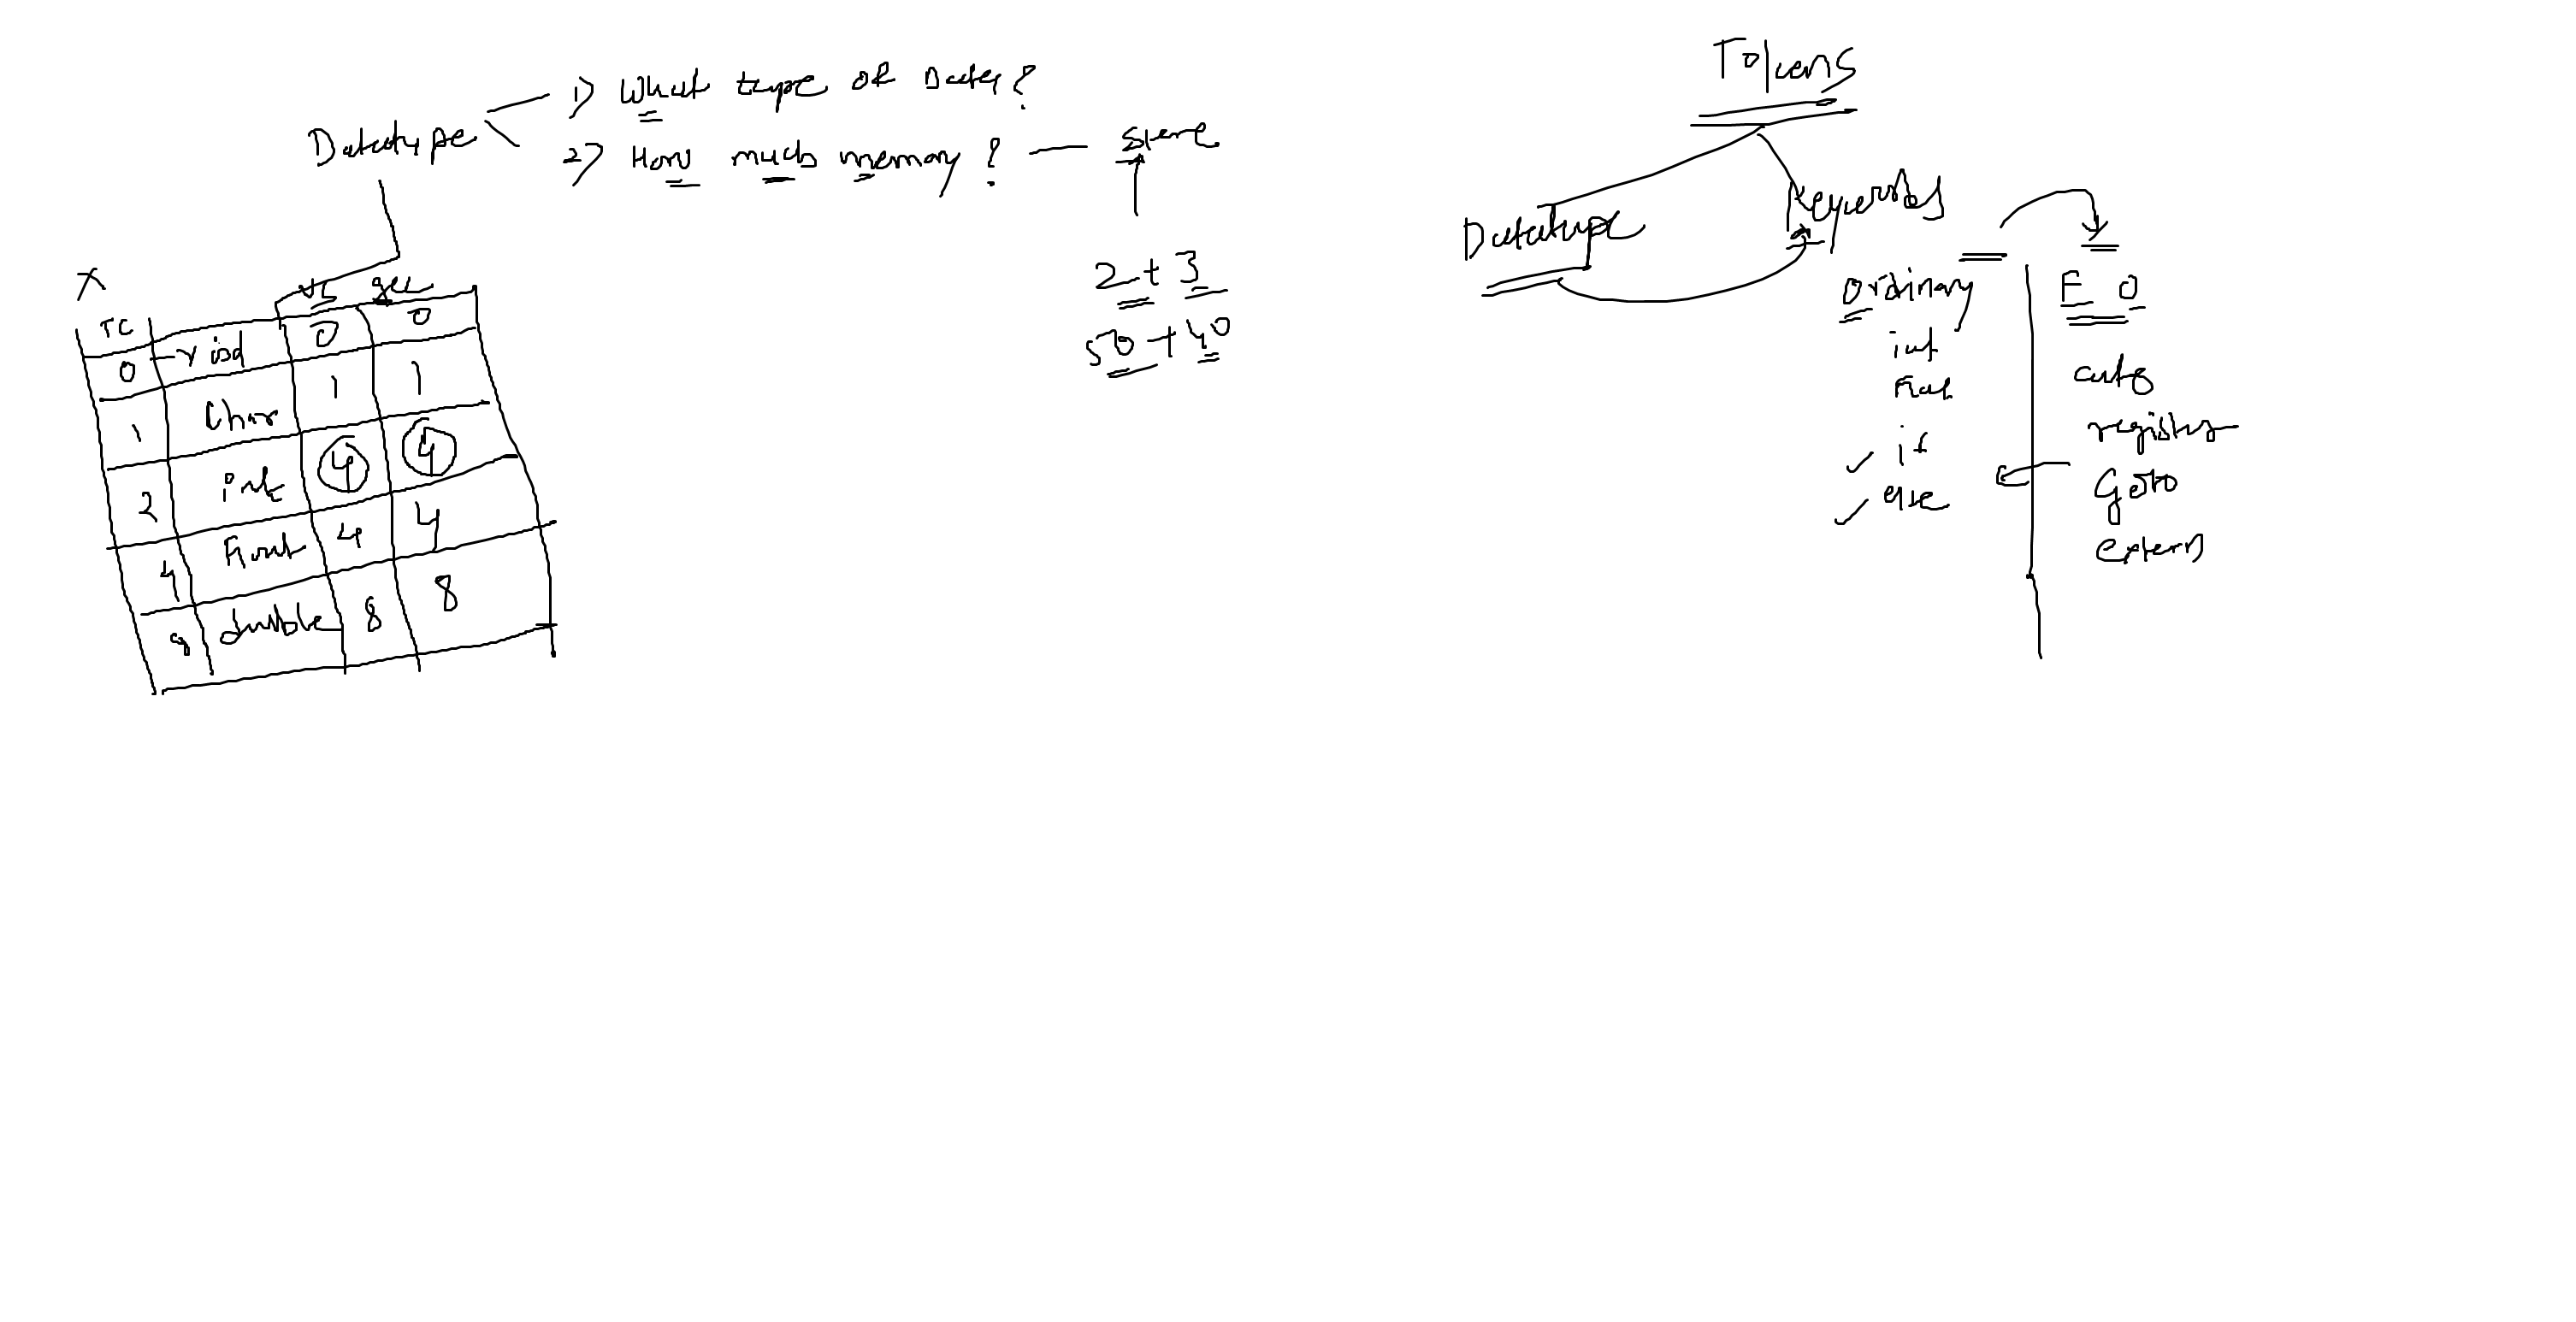 Datatype
1) What type of Data?
2) How much memory? — store
2 + 3
50 + 40
X
TC VS gcc
0 void 0 0
1 Char 1 1
2 int 4 4
4 Float 4 4
8 double 8 8
Tokens
Datatype
Keywords
Ordinary
int
float
if
else
E O
auto
register
Goto
extern